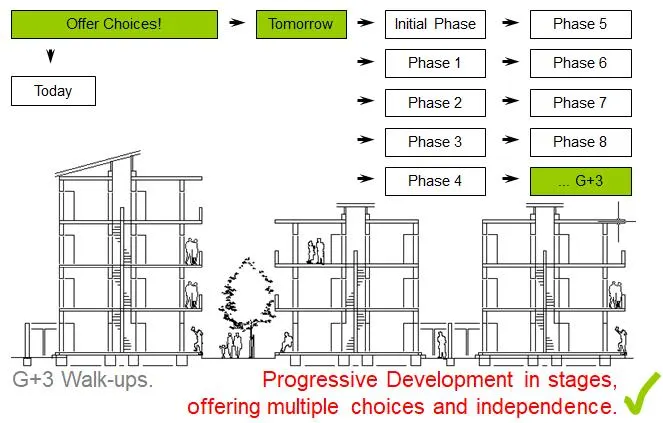 Offer Choices!
Tomorrow
Initial Phase
Phase 5
Today
Phase 1
Phase 6
Phase 2
Phase 7
Phase 3
Phase 8
Phase 4
... G+3
G+3 Walk-ups.
Progressive Development in stages,
offering multiple choices and independence.